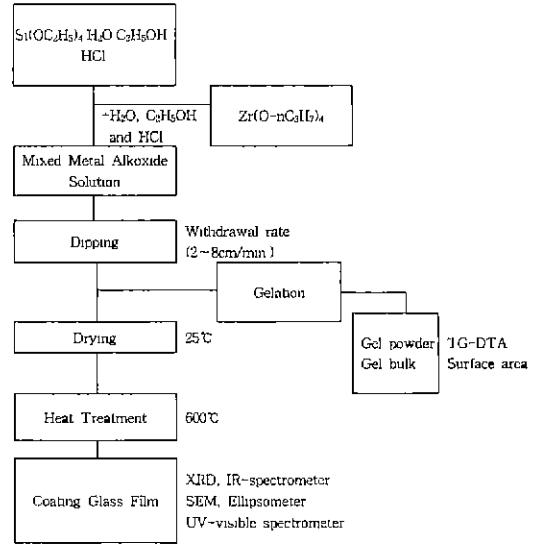 Si(OC₂H₅)₄ H₂O C₂H₅OH
HCl
+H₂O, C₂H₅OH
and HCl
Zr(O-nC₃H₇)₄
Mixed Metal Alkoxide
Solution
Dipping
Withdrawal rate
(2~8cm/min)
Gelation
Drying
25℃
Gel powder
Gel bulk
TG-DTA
Surface area
Heat Treatment
600℃
Coating Glass Film
XRD, IR-spectrometer
SEM, Ellipsometer
UV-visible spectrometer